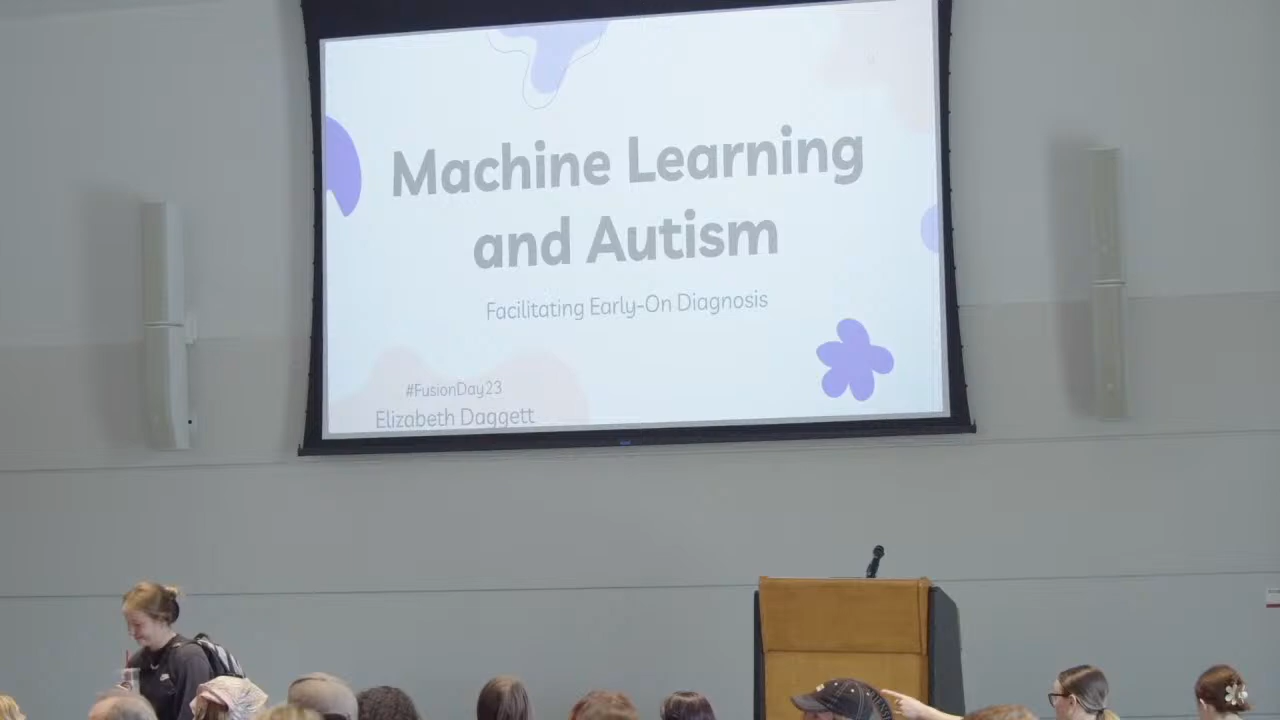 Machine Learning
and Autism
Facilitating Early-On Diagnosis
#FusionDay23
Elizabeth Daggett